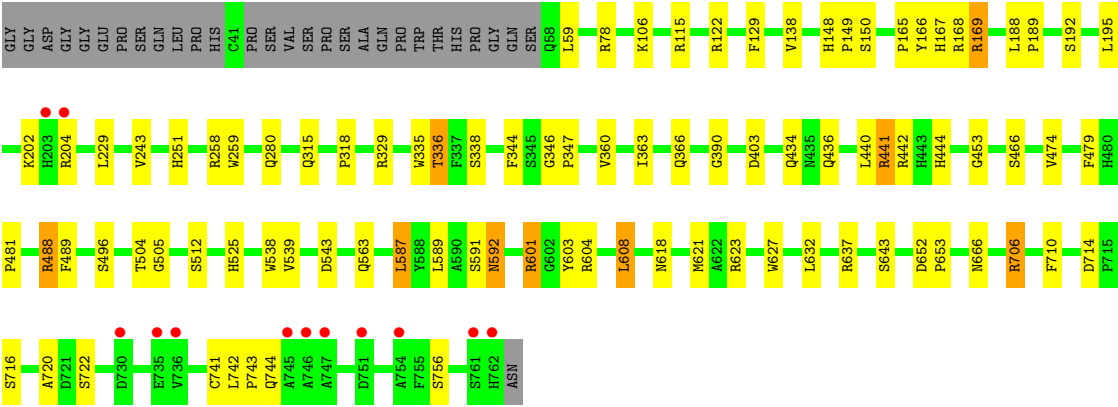 GLY GLY ASP GLY GLY GLU PRO SER GLN LEU PRO HIS C41 PRO SER VAL SER PRO SER ALA GLN PRO TRP THR THR HIS PRO GLY GLN SER Q58 L59 R78 K106 R115 R122 F129 V138 H148 P149 S150 P165 Y166 H167 R168 R169 L188 P189 S192 L195
K202 H203 R204 L229 V243 H251 R258 W259 Q280 Q315 P318 R329 W335 T336 F337 S338 F344 S345 G346 P347 V360 I363 Q366 G390 D403 Q434 N435 Q436 L440 R441 R442 H443 H444 G453 S466 V474 F479 H480
P481 R488 F489 S496 T504 G505 S512 H525 W538 V539 D543 Q563 L587 Y588 L589 A590 S591 N592 R601 G602 Y603 R604 L608 N618 M621 A622 R623 W627 L632 R637 S643 D652 P653 N666 R706 F710 D714 P715
S716 A720 D721 S722 D730 E735 V736 C741 L742 P743 Q744 A745 A746 A747 D751 A754 F755 S756 S761 H762 ASN